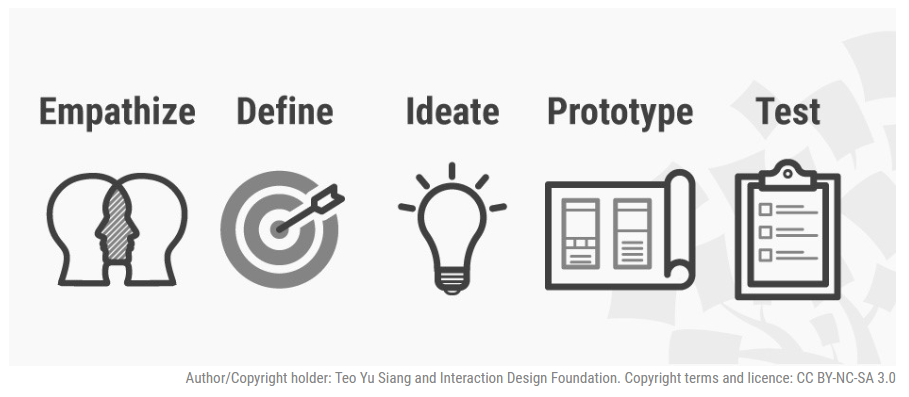 Empathize Define Ideate Prototype Test
Author/Copyright holder: Teo Yu Siang and Interaction Design Foundation. Copyright terms and licence: CC BY-NC-SA 3.0